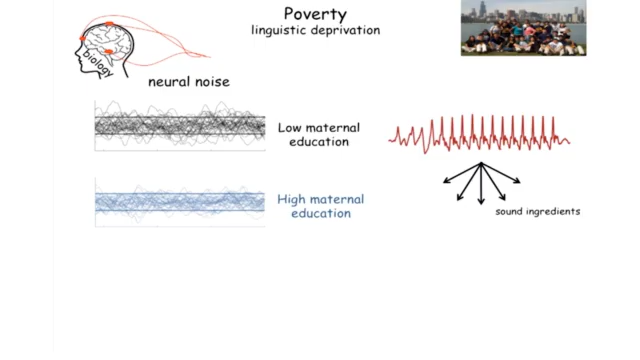 Poverty
linguistic deprivation
biology
neural noise
Low maternal
education
High maternal
education
sound ingredients